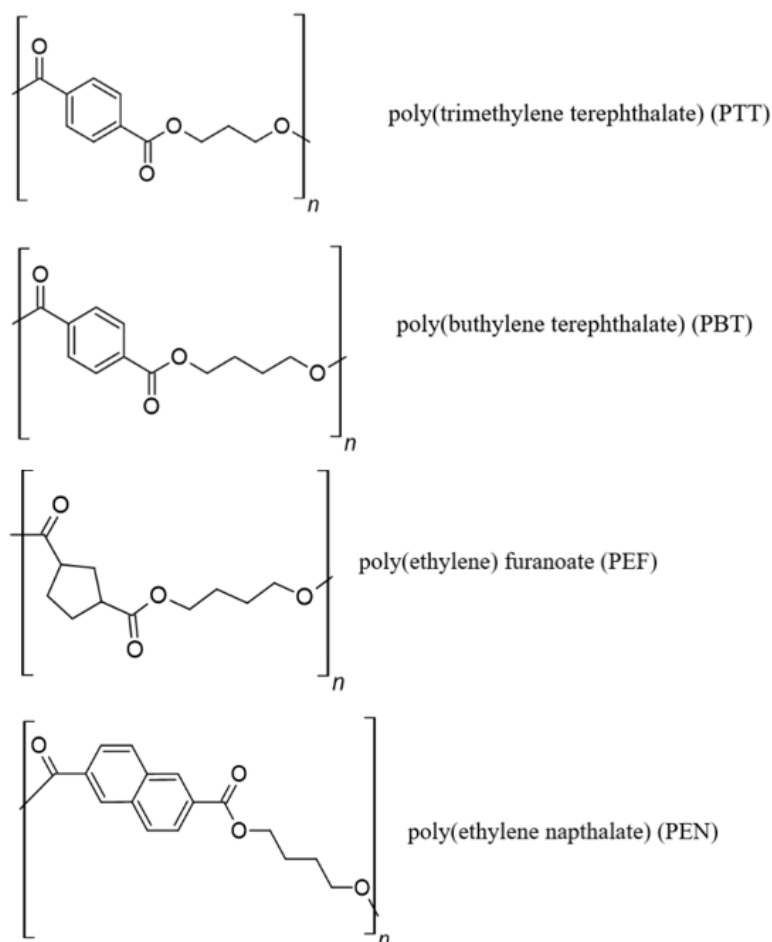 O
O
O
O
n
poly(trimethylene terephthalate) (PTT)
O
O
O
O
n
poly(buthylene terephthalate) (PBT)
O
O
O
O
n
poly(ethylene) furanoate (PEF)
O
O
O
O
n
poly(ethylene napthalate) (PEN)